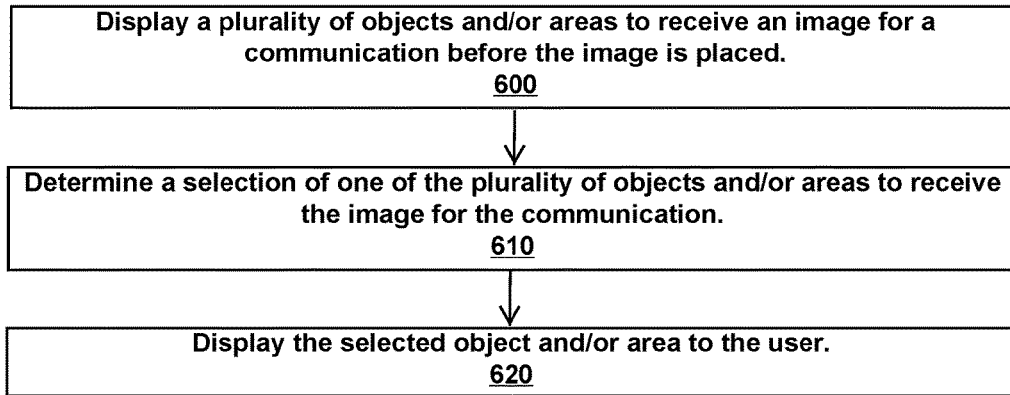 Display a plurality of objects and/or areas to receive an image for a
communication before the image is placed.
600
Determine a selection of one of the plurality of objects and/or areas to receive
the image for the communication.
610
Display the selected object and/or area to the user.
620